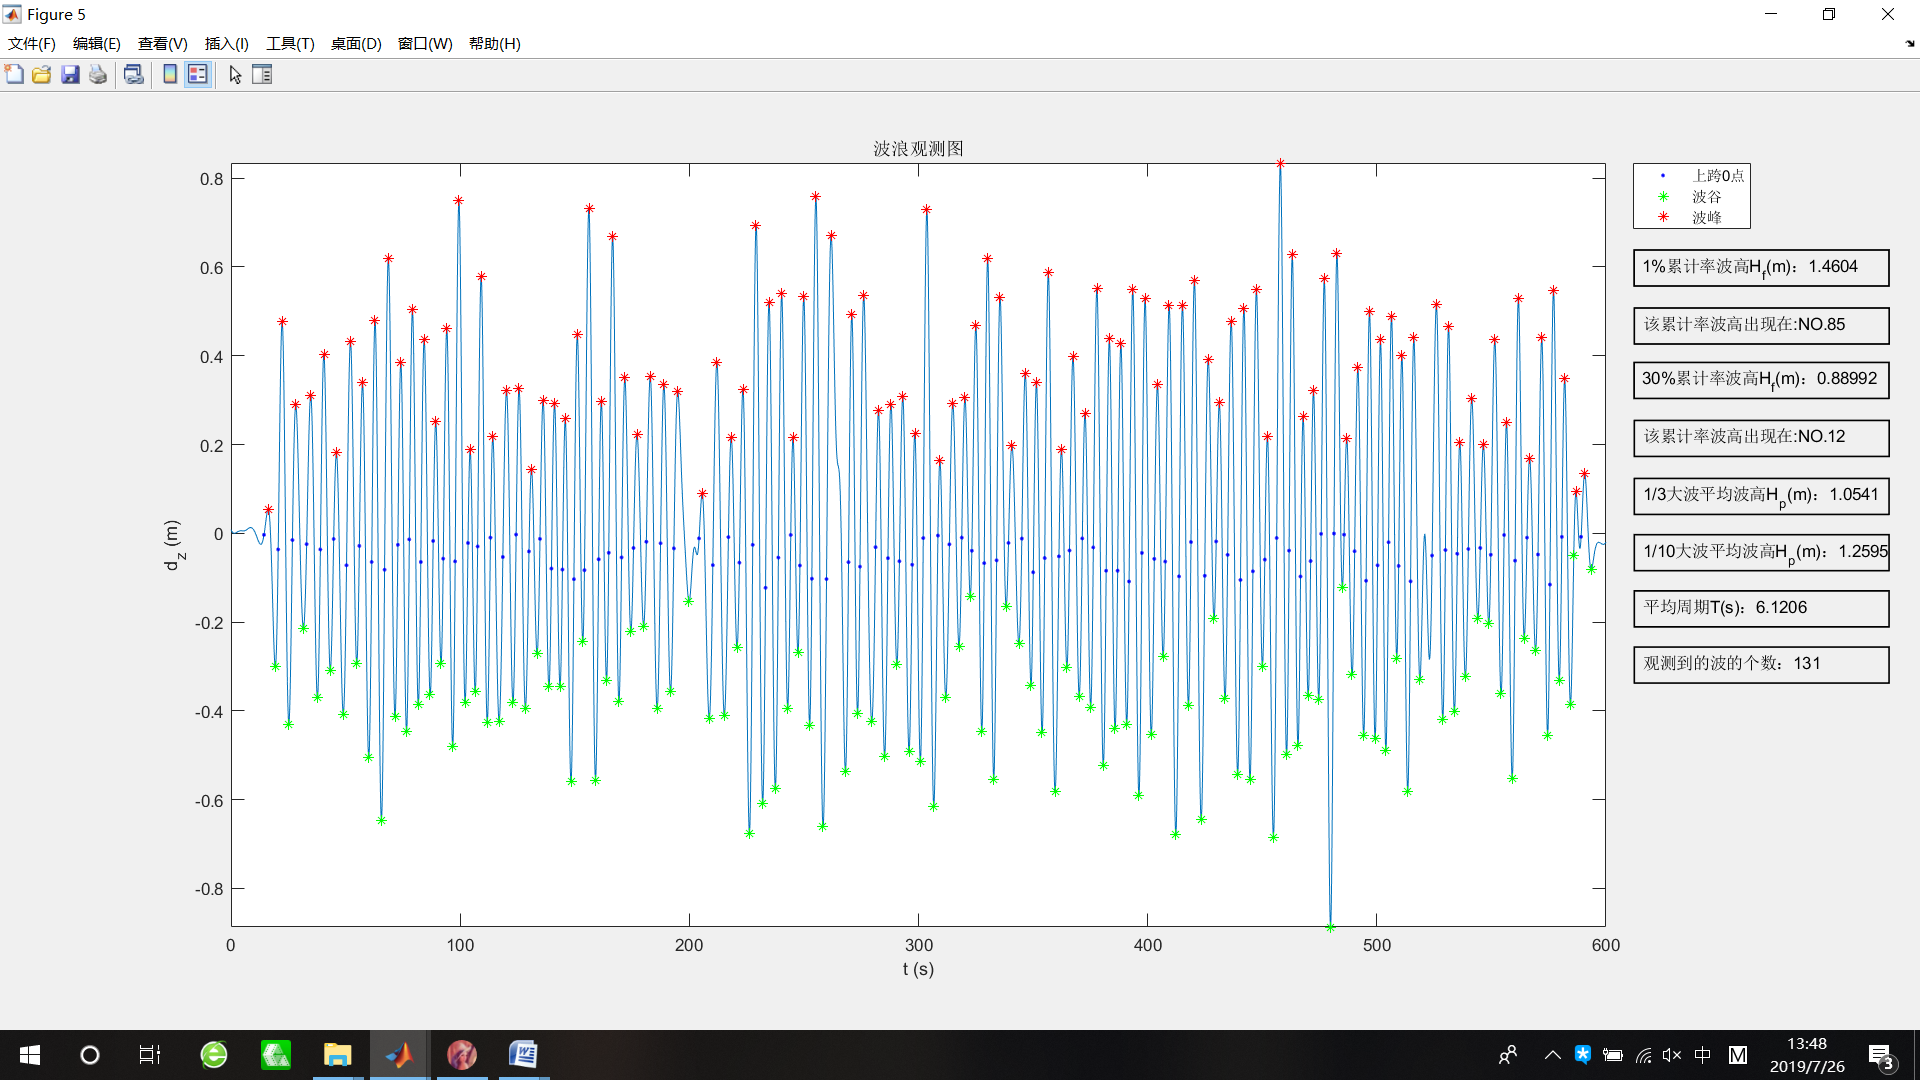 Figure 5
文件(F) 编辑(E) 查看(V) 插入(I) 工具(T) 桌面(D) 窗口(W) 帮助(H)
波浪观测图
0.8
0.6
0.4
0.2
0
-0.2
-0.4
-0.6
-0.8
d_z (m)
0 100 200 300 400 500 600
t (s)
上跨0点
波谷
波峰
1%累计率波高H_f(m)：1.4604
该累计率波高出现在:NO.85
30%累计率波高H_f(m)：0.88992
该累计率波高出现在:NO.12
1/3大波平均波高H_p(m)：1.0541
1/10大波平均波高H_p(m)：1.2595
平均周期T(s)：6.1206
观测到的波的个数：131
中
M
13:48
2019/7/26
3